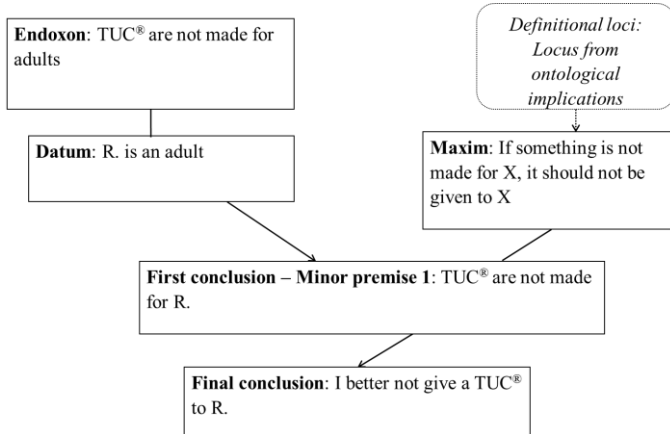 Endoxon: TUC® are not made for
adults
Definitional loci:
Locus from
ontological
implications
Datum: R. is an adult
Maxim: If something is not
made for X, it should not be
given to X
First conclusion – Minor premise 1: TUC® are not made
for R.
Final conclusion: I better not give a TUC®
to R.